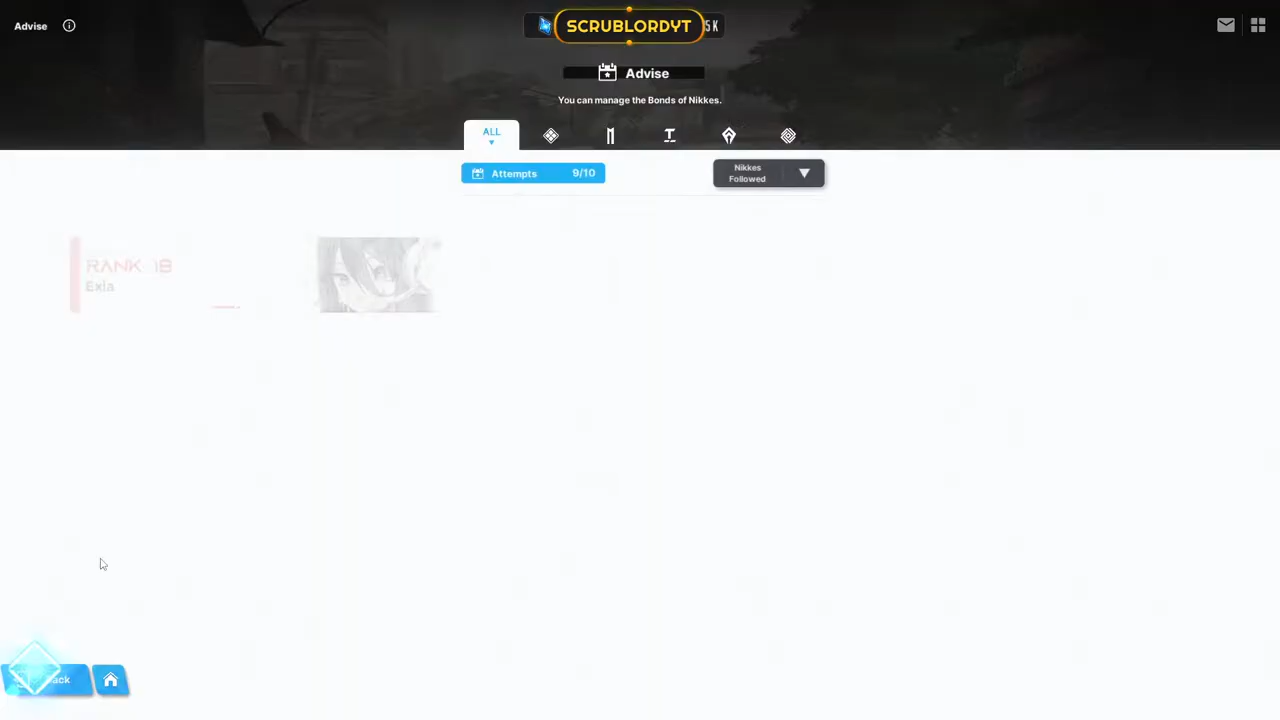 Advise
SCRUBLORDYT
5K
Advise
You can manage the Bonds of Nikkes.
ALL
Attempts 9/10
Nikkes
Followed
RANK 18
Exia